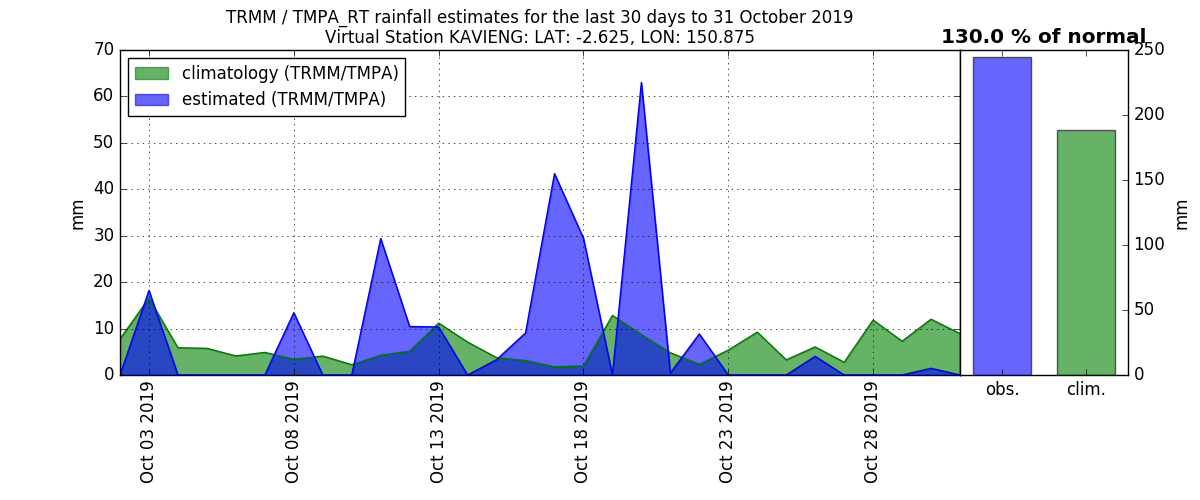 TRMM / TMPA_RT rainfall estimates for the last 30 days to 31 October 2019
Virtual Station KAVIENG: LAT: -2.625, LON: 150.875
130.0 % of normal
climatology (TRMM/TMPA)
estimated (TRMM/TMPA)
70
60
50
40
30
20
10
0
mm
Oct 03 2019
Oct 08 2019
Oct 13 2019
Oct 18 2019
Oct 23 2019
Oct 28 2019
250
200
150
100
50
0
mm
obs.
clim.